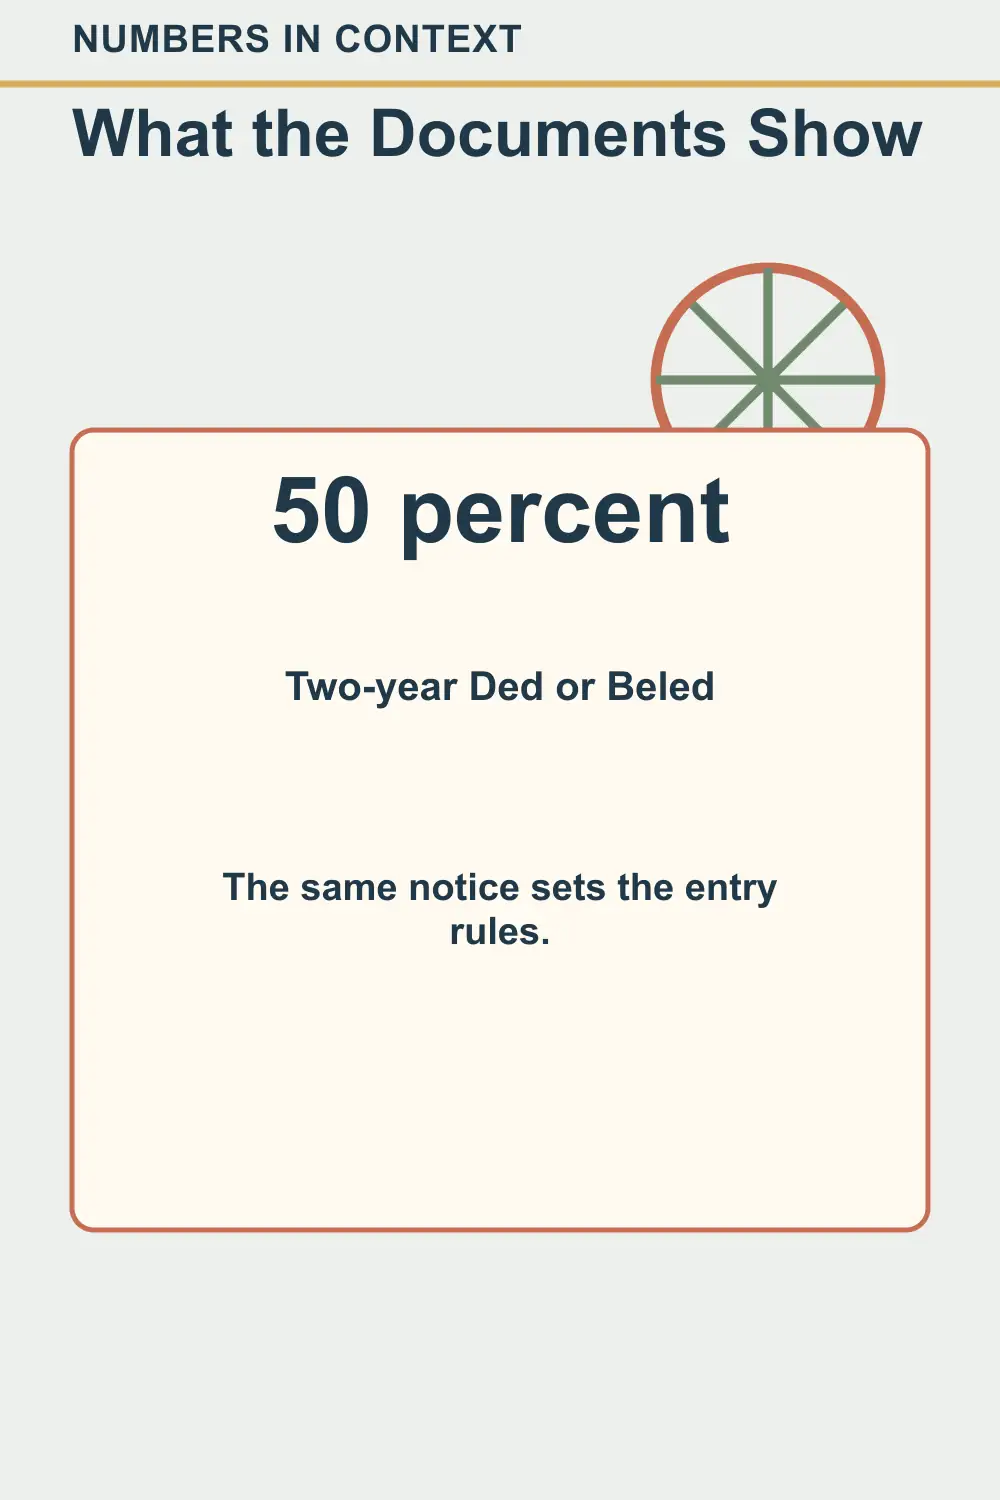 NUMBERS IN CONTEXT
What the Documents Show
50 percent
Two-year Ded or Beled
The same notice sets the entry
rules.